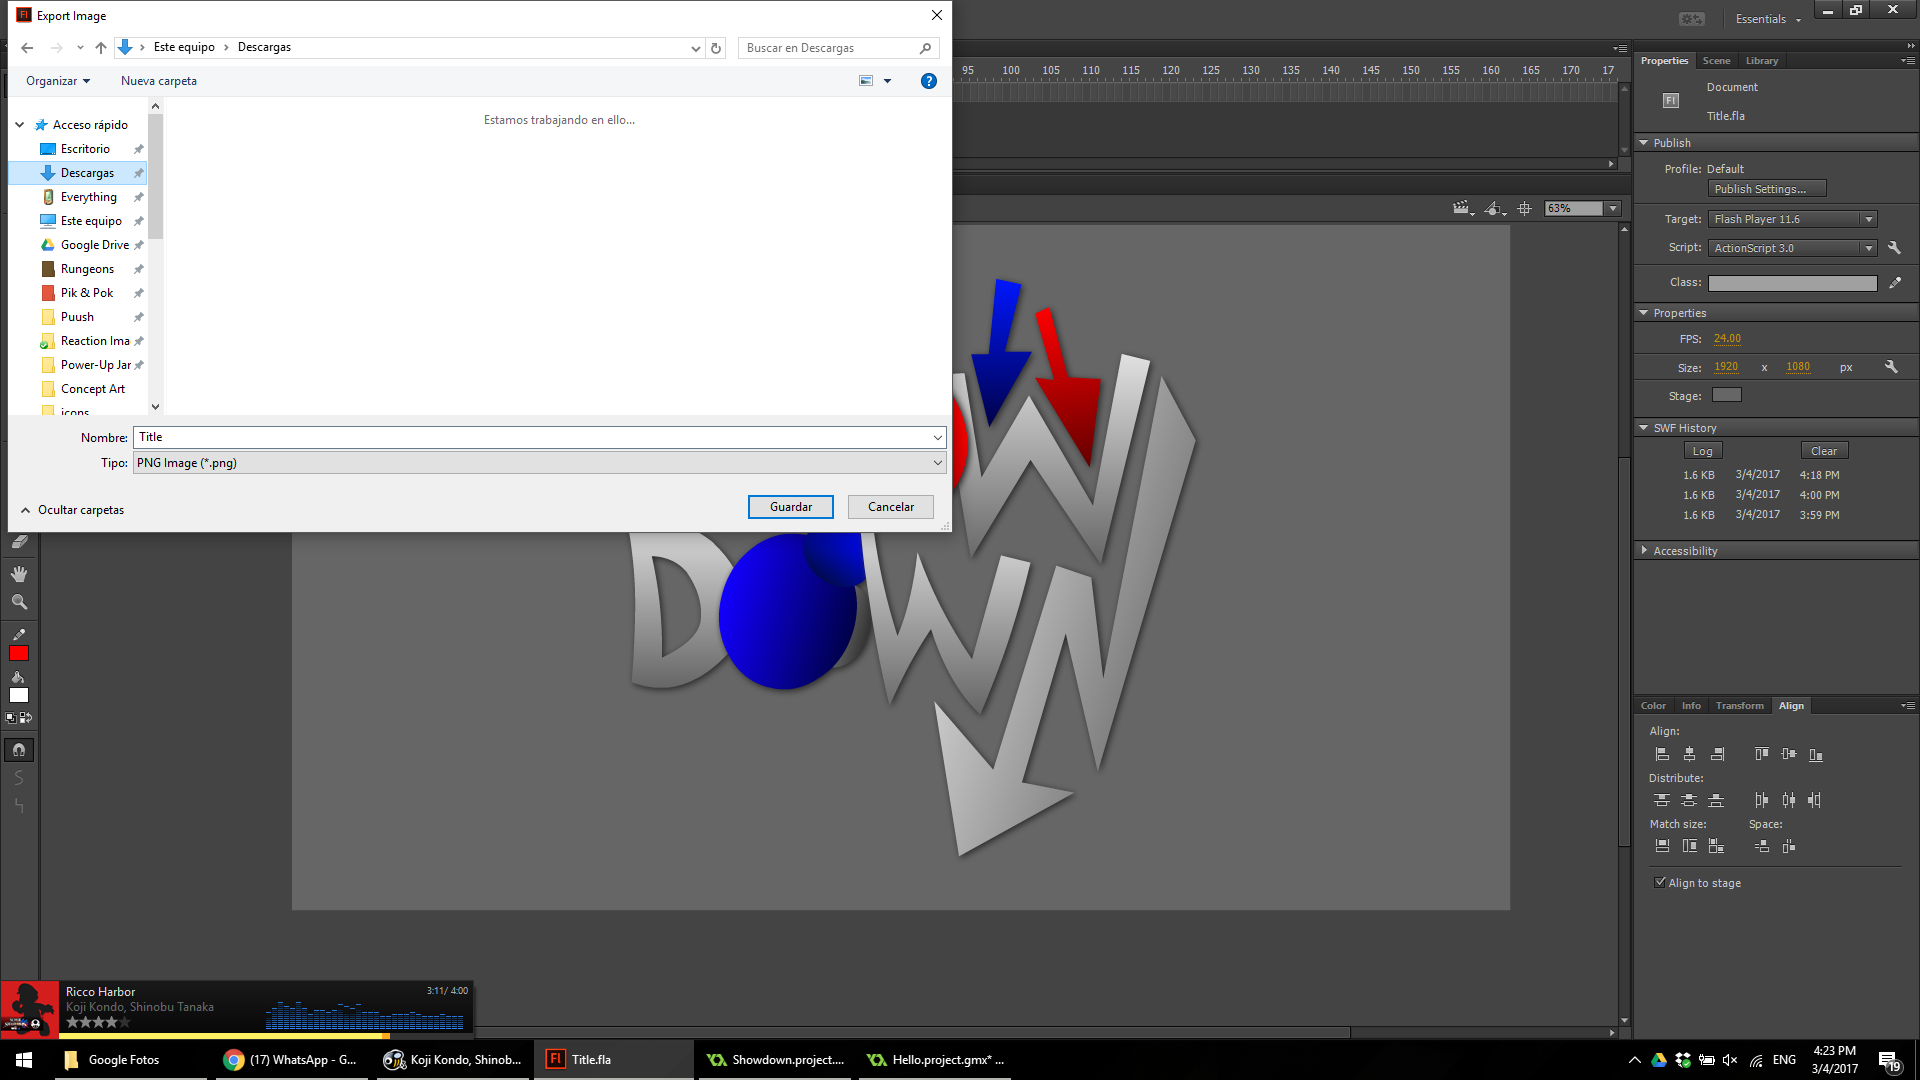 Export Image
Este equipo > Descargas
Buscar en Descargas
Organizar
Nueva carpeta
Acceso rápido
Escritorio
Descargas
Everything
Este equipo
Google Drive
Rungeons
Pik & Pok
Puush
Reaction Ima
Power-Up Jar
Concept Art
icons
Estamos trabajando en ello...
Nombre: Title
Tipo: PNG Image (*.png)
Ocultar carpetas
Guardar
Cancelar
Essentials
95 100 105 110 115 120 125 130 135 140 145 150 155 160 165 170 17
63%
Properties Scene Library
Fl
Document
Title.fla
Publish
Profile: Default
Publish Settings...
Target: Flash Player 11.6
Script: ActionScript 3.0
Class:
Properties
FPS: 24.00
Size: 1920 x 1080 px
Stage:
SWF History
Log
Clear
1.6 KB 3/4/2017 4:18 PM
1.6 KB 3/4/2017 4:00 PM
1.6 KB 3/4/2017 3:59 PM
Accessibility
Color Info Transform Align
Align:
Distribute:
Match size: Space:
Align to stage
W
DOWN
Ricco Harbor
3:11/ 4:00
Koji Kondo, Shinobu Tanaka
Google Fotos
(17) WhatsApp - G...
Koji Kondo, Shinob...
Fl
Title.fla
Showdown.project....
Hello.project.gmx* ...
ENG
4:23 PM
3/4/2017
19